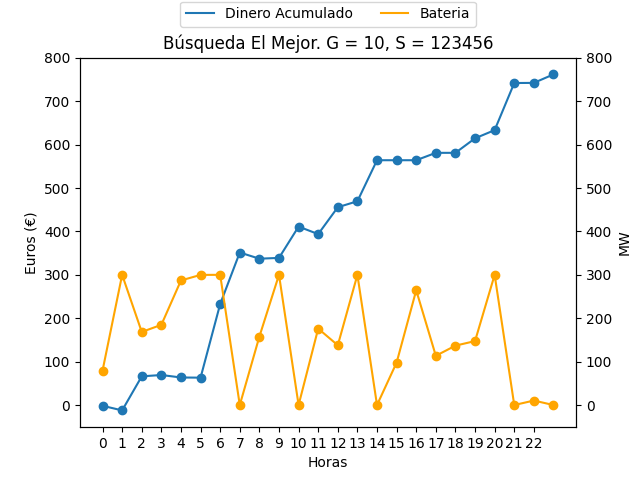 Dinero Acumulado Bateria
Búsqueda El Mejor. G = 10, S = 123456
800 800
700 700
600 600
500 500
400 400
300 300
200 200
100 100
0 0
Euros (€)
MW
0 1 2 3 4 5 6 7 8 9 10 11 12 13 14 15 16 17 18 19 20 21 22
Horas